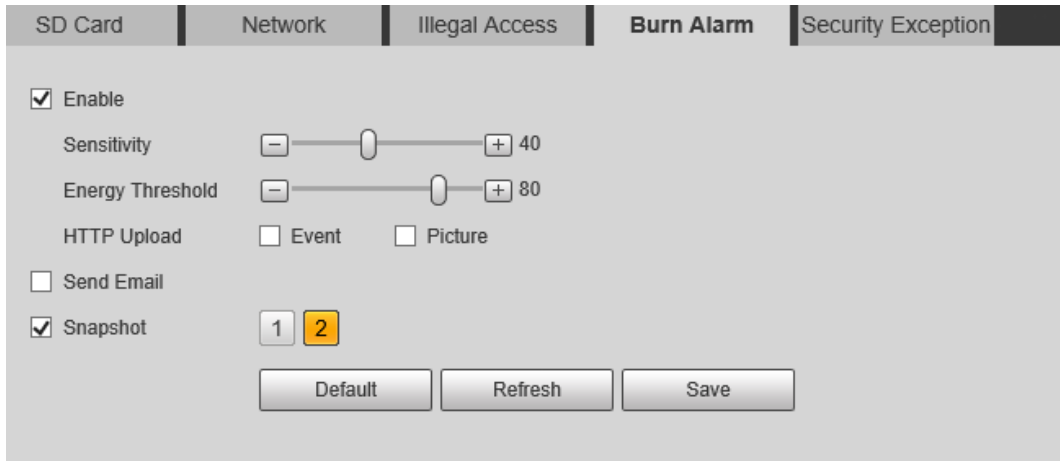 SD Card Network Illegal Access Burn Alarm Security Exception
Enable
Sensitivity 40
Energy Threshold 80
HTTP Upload Event Picture
Send Email
Snapshot 1 2
Default Refresh Save